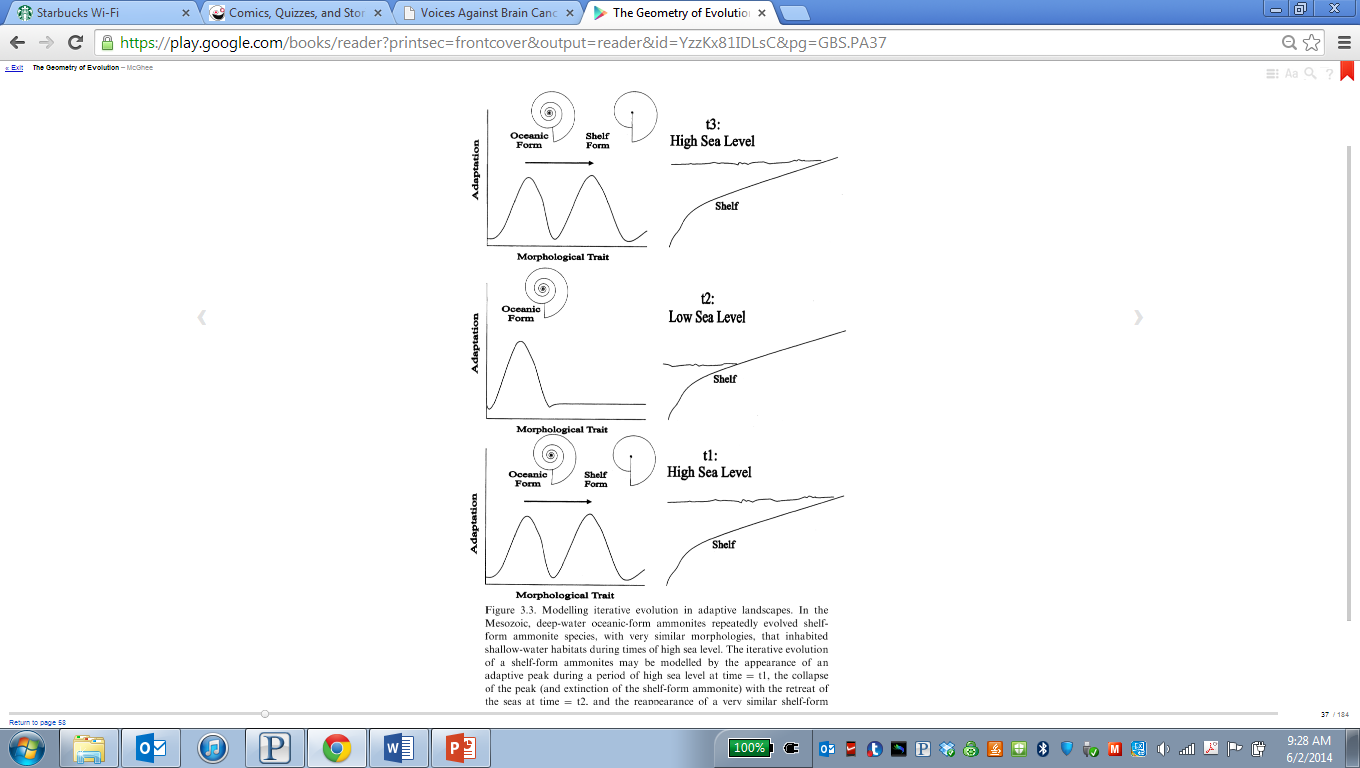 Starbucks Wi-Fi
Comics, Quizzes, and Stor
Voices Against Brain Canc
The Geometry of Evolutio
https://play.google.com/books/reader?printsec=frontcover&output=reader&id=YzzKx81IDLsC&pg=GBS.PA37
« Exit The Geometry of Evolution – McGhee
Aa
?
Oceanic
Form
Shelf
Form
Adaptation
Morphological Trait
t3:
High Sea Level
Shelf
Oceanic
Form
Adaptation
Morphological Trait
t2:
Low Sea Level
Shelf
Oceanic
Form
Shelf
Form
Adaptation
Morphological Trait
t1:
High Sea Level
Shelf
Figure 3.3. Modelling iterative evolution in adaptive landscapes. In the
Mesozoic, deep-water oceanic-form ammonites repeatedly evolved shelf-
form ammonite species, with very similar morphologies, that inhabited
shallow-water habitats during times of high sea level. The iterative evolution
of a shelf-form ammonites may be modelled by the appearance of an
adaptive peak during a period of high sea level at time = t1, the collapse
of the peak (and extinction of the shelf-form ammonite) with the retreat of
the seas at time = t2, and the reappearance of a very similar shelf-form
Return to page 58
37 / 184
100%
9:28 AM
6/2/2014